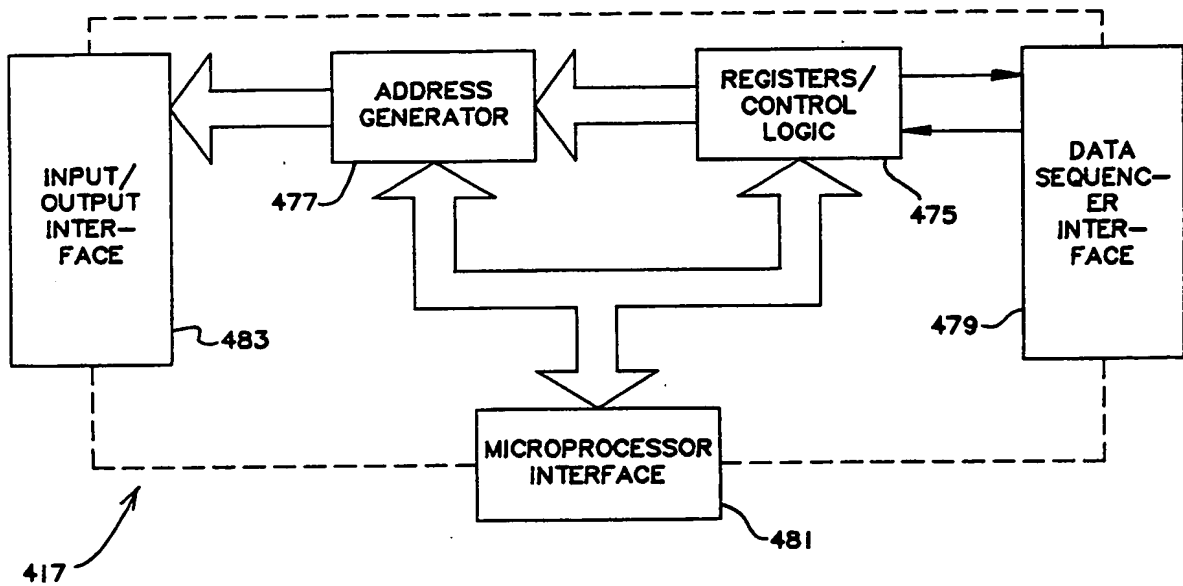 INPUT/
OUTPUT
INTER-
FACE
483
ADDRESS
GENERATOR
477
REGISTERS/
CONTROL
LOGIC
475
DATA
SEQUENC-
ER
INTER-
FACE
479
MICROPROCESSOR
INTERFACE
481
417